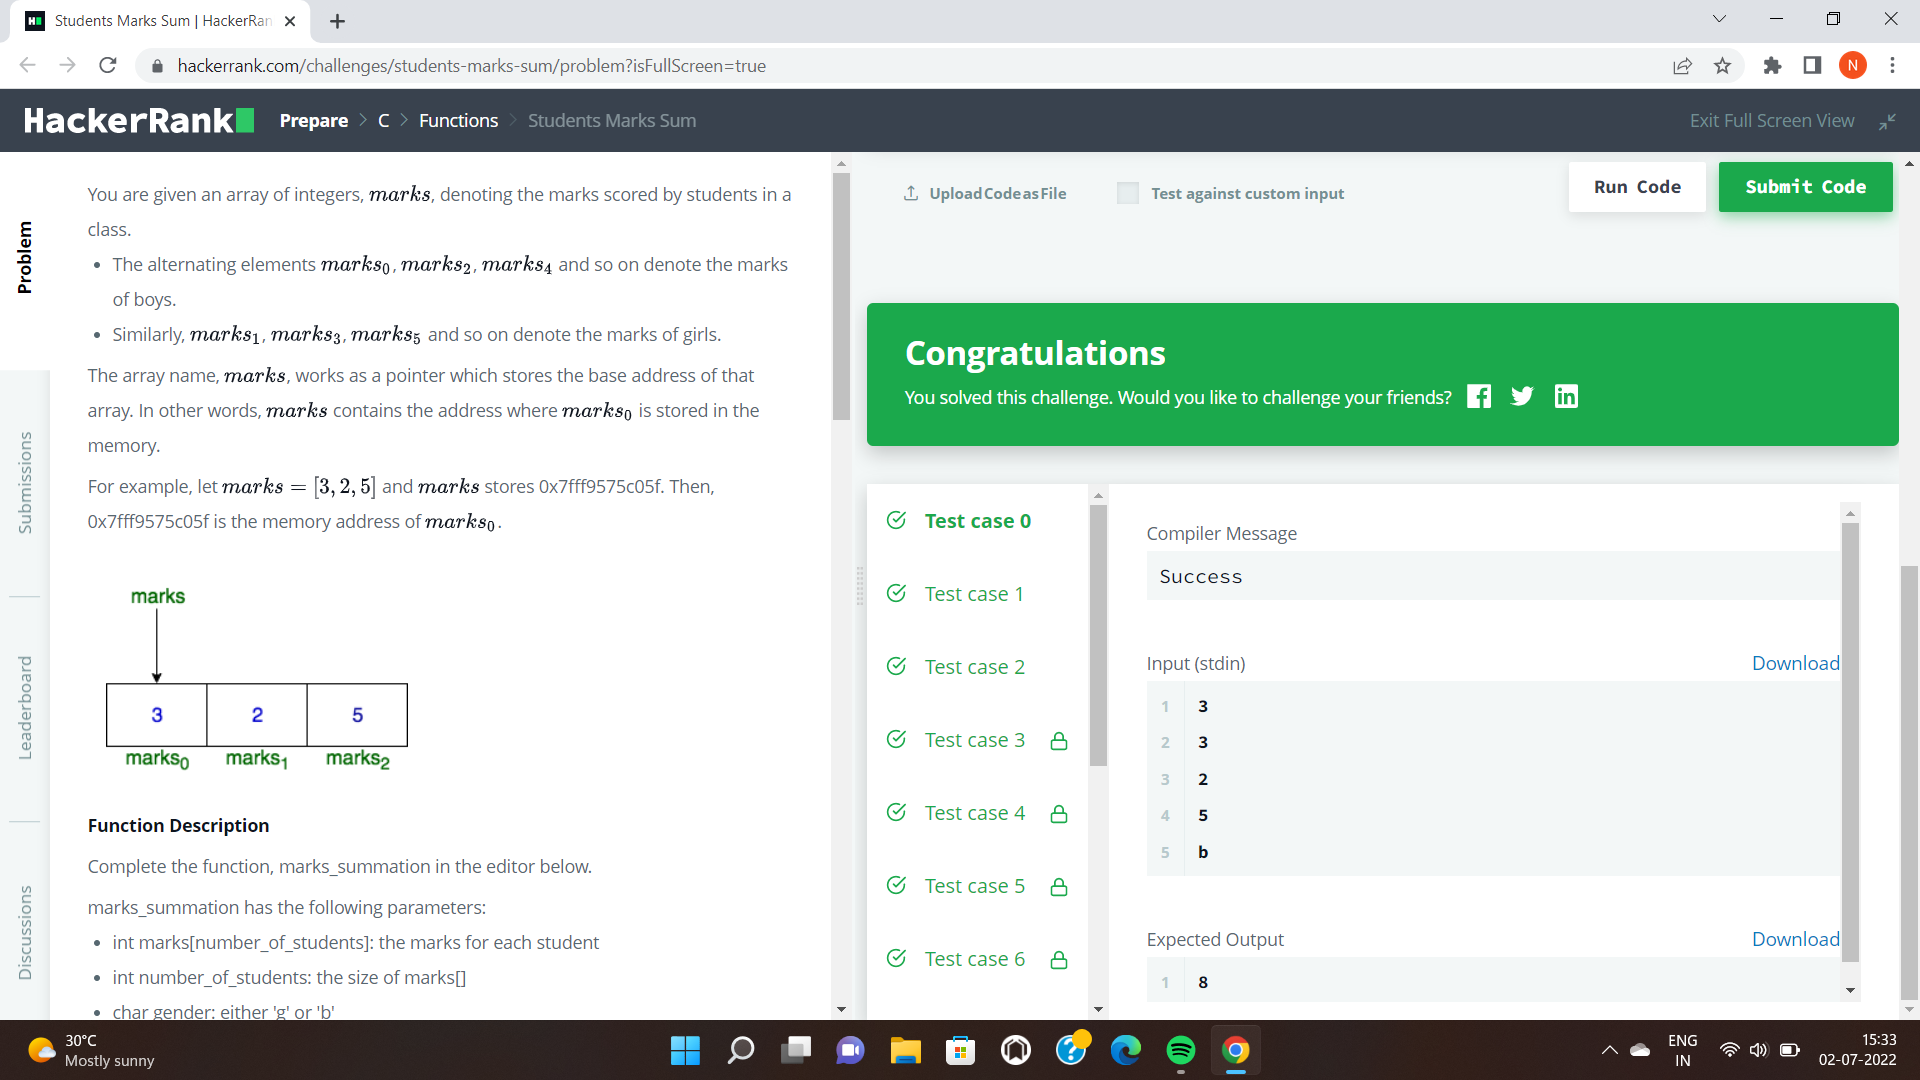 Students Marks Sum | HackerRan
hackerrank.com/challenges/students-marks-sum/problem?isFullScreen=true
N
HackerRank
Prepare > C > Functions > Students Marks Sum
Exit Full Screen View
Problem
Submissions
Leaderboard
Discussions
You are given an array of integers, marks, denoting the marks scored by students in a
class.
• The alternating elements marks₀, marks₂, marks₄ and so on denote the marks
of boys.
• Similarly, marks₁, marks₃, marks₅ and so on denote the marks of girls.
The array name, marks, works as a pointer which stores the base address of that
array. In other words, marks contains the address where marks₀ is stored in the
memory.
For example, let marks = [3, 2, 5] and marks stores 0x7fff9575c05f. Then,
0x7fff9575c05f is the memory address of marks₀.
marks
3 2 5
marks₀ marks₁ marks₂
Function Description
Complete the function, marks_summation in the editor below.
marks_summation has the following parameters:
• int marks[number_of_students]: the marks for each student
• int number_of_students: the size of marks[]
• char gender: either 'g' or 'b'
Upload Code as File
Test against custom input
Run Code
Submit Code
Congratulations
You solved this challenge. Would you like to challenge your friends?
Test case 0
Test case 1
Test case 2
Test case 3
Test case 4
Test case 5
Test case 6
Compiler Message
Success
Input (stdin)
Download
1 3
2 3
3 2
4 5
5 b
Expected Output
Download
1 8
30°C
Mostly sunny
ENG
IN
15:33
02-07-2022